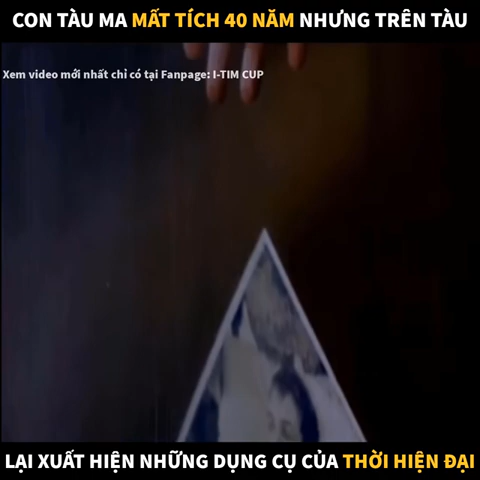 CON TÀU MA MẤT TÍCH 40 NĂM NHƯNG TRÊN TÀU
Xem video mới nhất chỉ có tại Fanpage: I-TIM CUP
LẠI XUẤT HIỆN NHỮNG DỤNG CỤ CỦA THỜI HIỆN ĐẠI